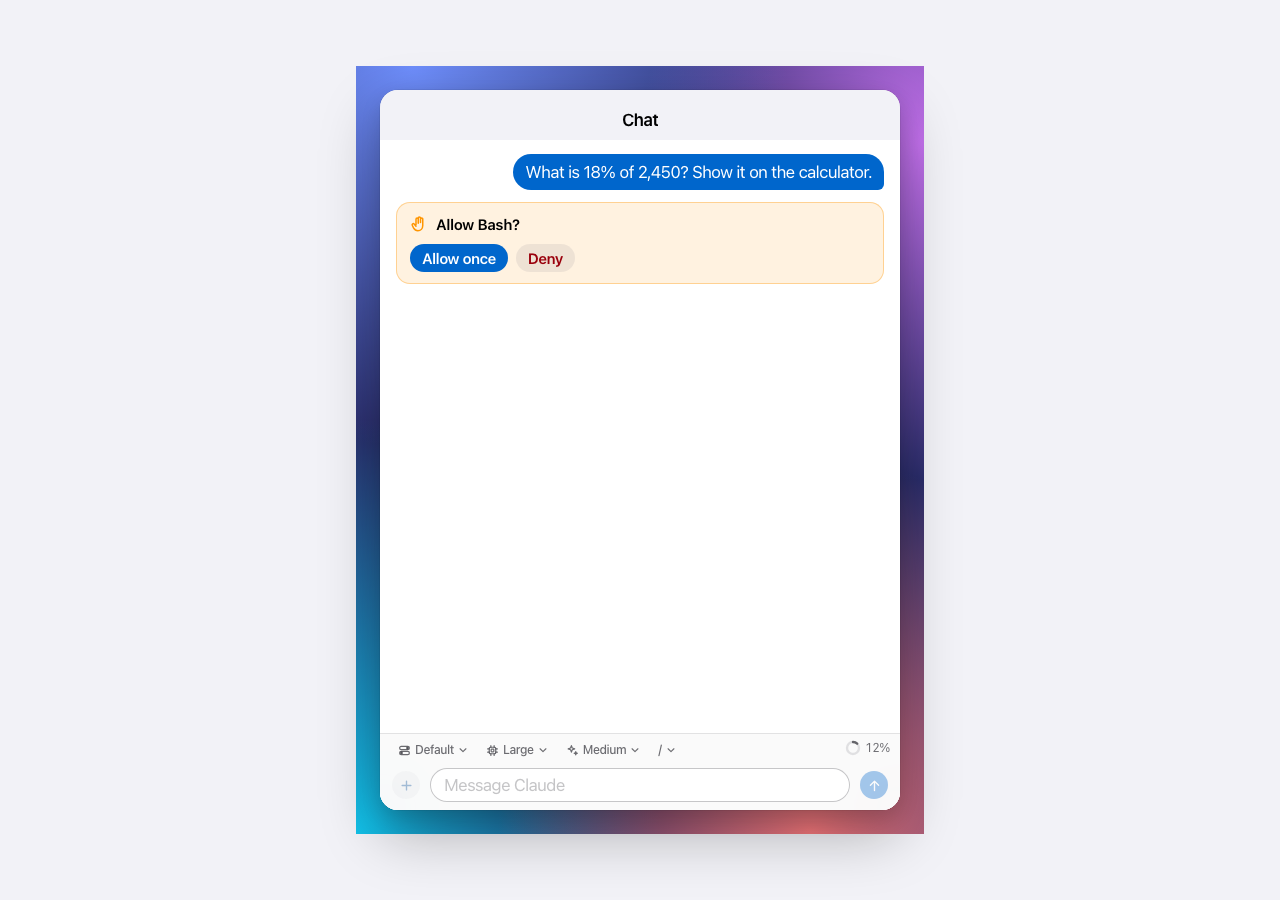 Chat
What is 18% of 2,450? Show it on the calculator.
Allow Bash?
Allow once Deny
Default Large Medium / 12%
Message Claude